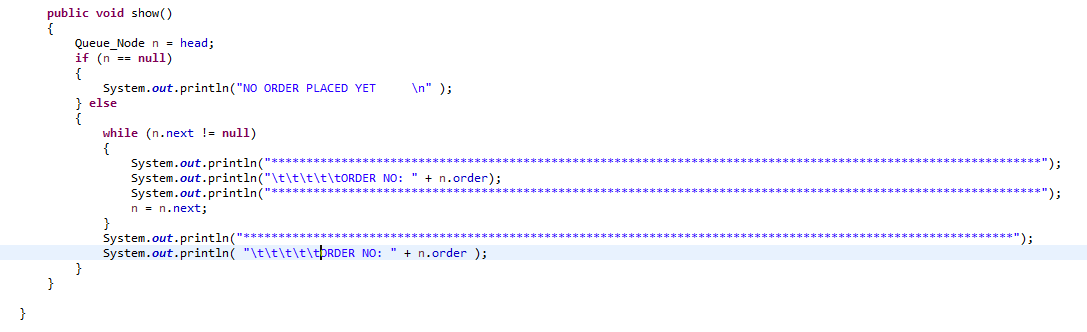 public void show()
{
Queue_Node n = head;
if (n == null)
{
System.out.println("NO ORDER PLACED YET     \n" );
} else
{
while (n.next != null)
{
System.out.println("**************************************************************************************************************");
System.out.println("\t\t\t\t\tORDER NO: " + n.order);
System.out.println("**************************************************************************************************************");
n = n.next;
}
System.out.println("**************************************************************************************************************");
System.out.println( "\t\t\t\t\tORDER NO: " + n.order );
}
}
}